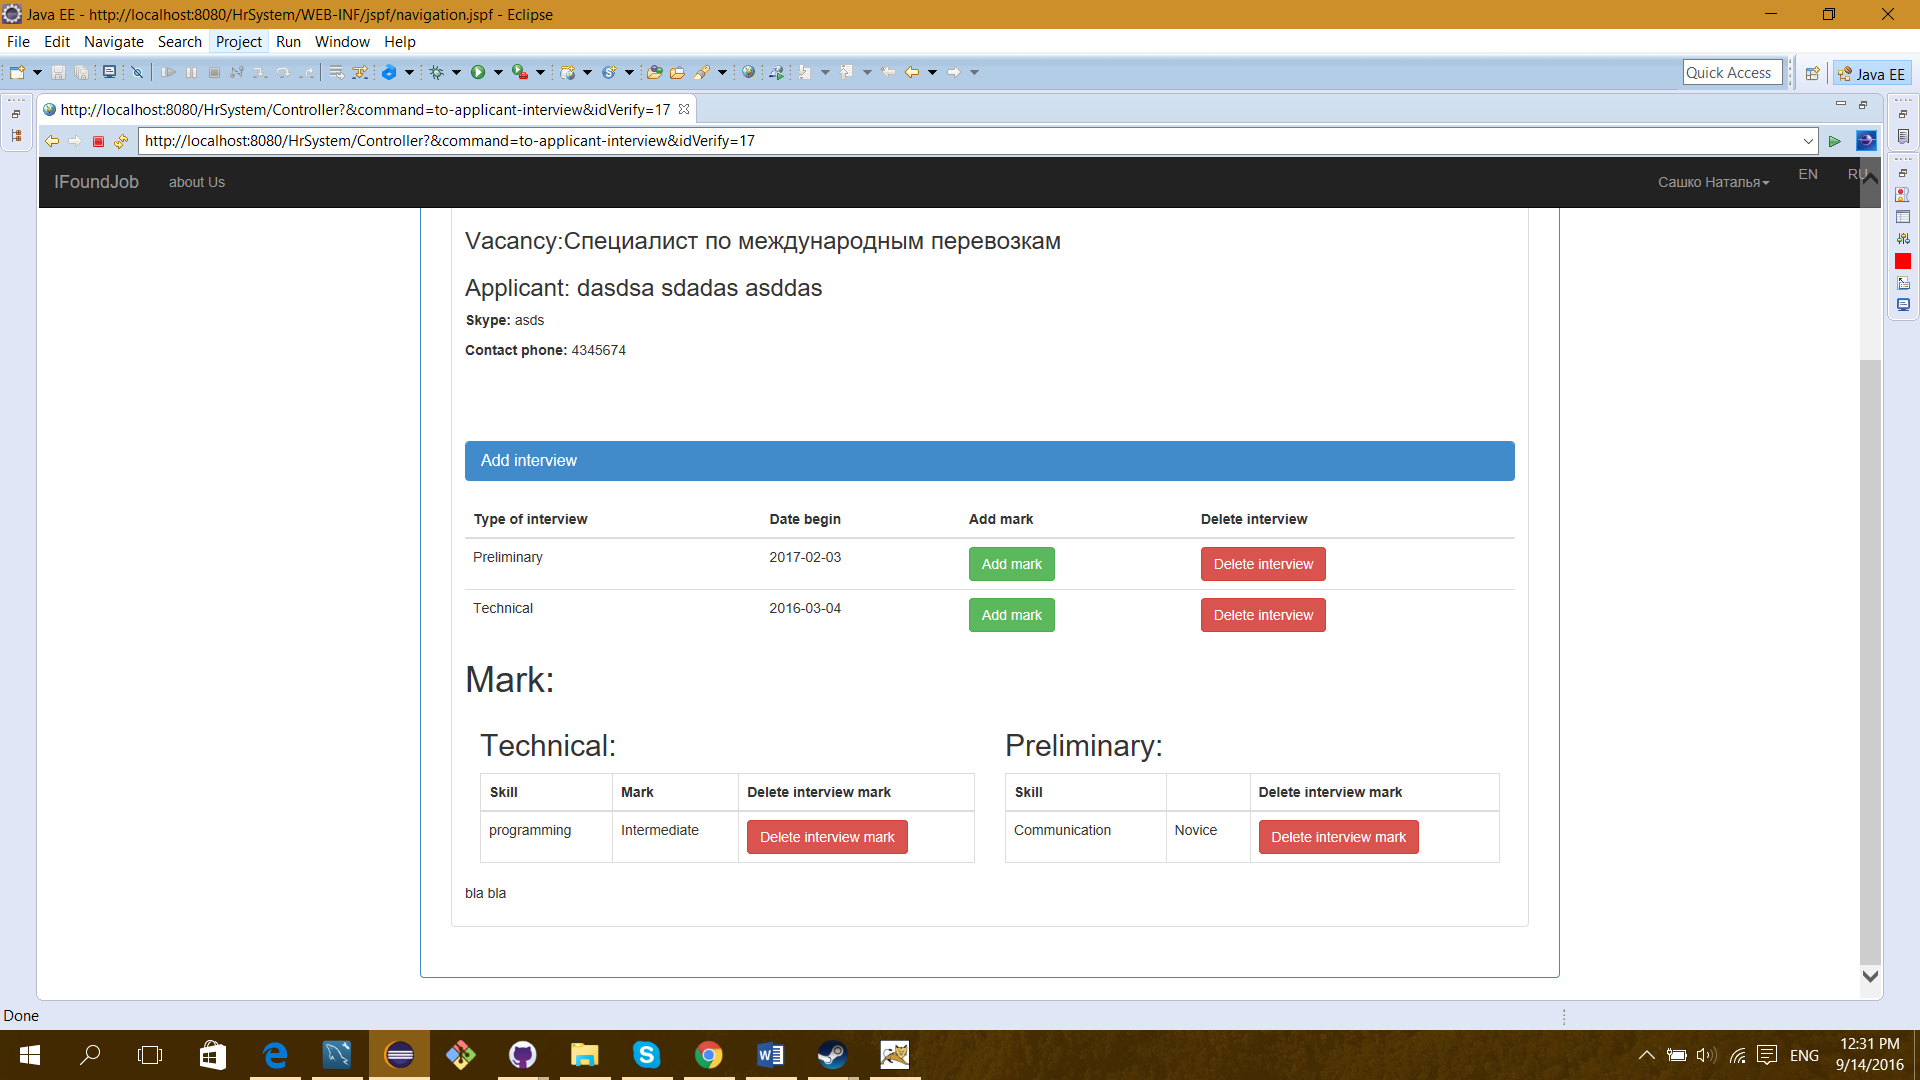 Java EE - http://localhost:8080/HrSystem/WEB-INF/jspf/navigation.jspf - Eclipse
File Edit Navigate Search Project Run Window Help
Quick Access
Java EE
http://localhost:8080/HrSystem/Controller?&command=to-applicant-interview&idVerify=17
http://localhost:8080/HrSystem/Controller?&command=to-applicant-interview&idVerify=17
IFoundJob about Us Сашко Наталья EN RU
Vacancy:Специалист по международным перевозкам
Applicant: dasdsa sdadas asddas
Skype: asds
Contact phone: 4345674
Add interview
Type of interview Date begin Add mark Delete interview
Preliminary 2017-02-03 Add mark Delete interview
Technical 2016-03-04 Add mark Delete interview
Mark:
Technical: Preliminary:
Skill Mark Delete interview mark Skill Delete interview mark
programming Intermediate Delete interview mark Communication Novice Delete interview mark
bla bla
Done
ENG
12:31 PM
9/14/2016